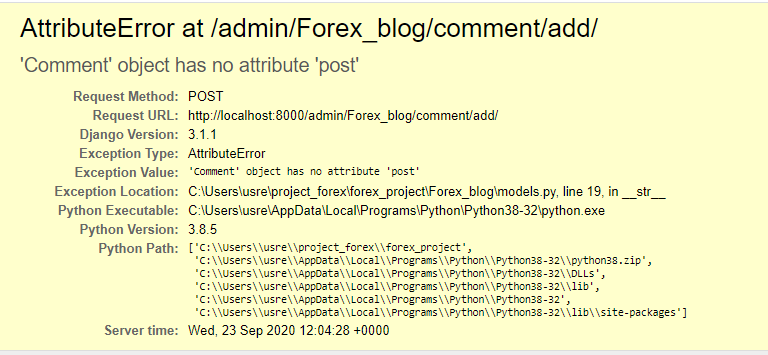 AttributeError at /admin/Forex_blog/comment/add/
'Comment' object has no attribute 'post'
Request Method: POST
Request URL: http://localhost:8000/admin/Forex_blog/comment/add/
Django Version: 3.1.1
Exception Type: AttributeError
Exception Value: 'Comment' object has no attribute 'post'
Exception Location: C:\Users\usre\project_forex\forex_project\Forex_blog\models.py, line 19, in __str__
Python Executable: C:\Users\usre\AppData\Local\Programs\Python\Python38-32\python.exe
Python Version: 3.8.5
Python Path: ['C:\\Users\\usre\\project_forex\\forex_project',
'C:\\Users\\usre\\AppData\\Local\\Programs\\Python\\Python38-32\\python38.zip',
'C:\\Users\\usre\\AppData\\Local\\Programs\\Python\\Python38-32\\DLLs',
'C:\\Users\\usre\\AppData\\Local\\Programs\\Python\\Python38-32\\lib',
'C:\\Users\\usre\\AppData\\Local\\Programs\\Python\\Python38-32',
'C:\\Users\\usre\\AppData\\Local\\Programs\\Python\\Python38-32\\lib\\site-packages']
Server time: Wed, 23 Sep 2020 12:04:28 +0000